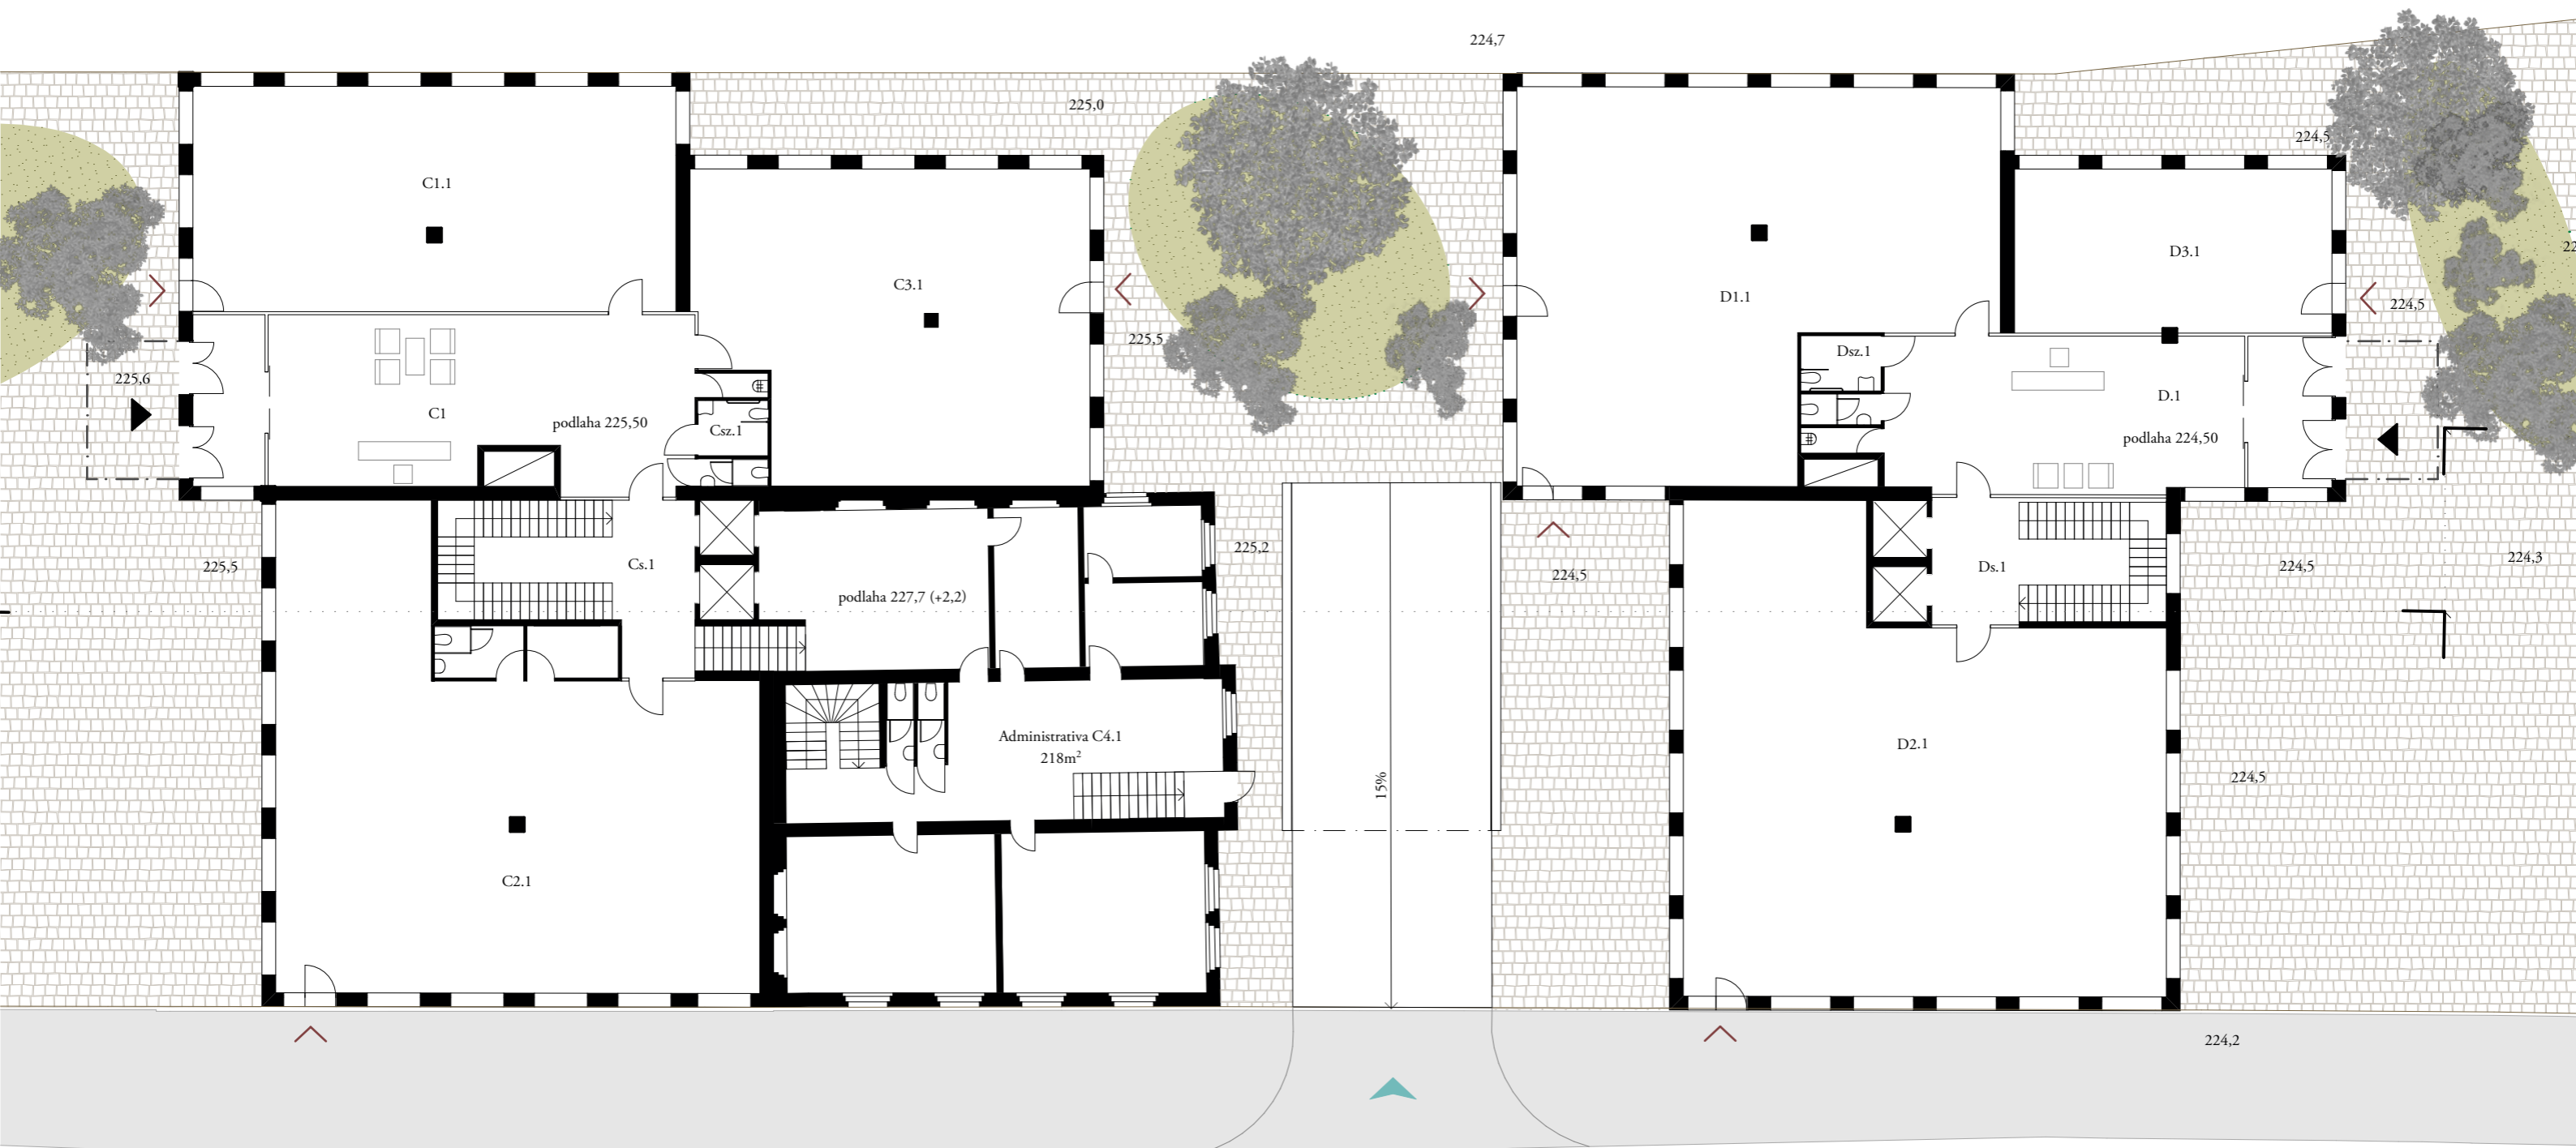 224,7
225,0
224,5
C1.1
22
D3.1
C3.1
D1.1
224,5
225,5
Dsz.1
225,6
D.1
C1
podlaha 225,50
Csz.1
podlaha 224,50
225,2
224,3
Cs.1
225,5
224,5
Ds.1
224,5
podlaha 227,7 (+2,2)
Administrativa C4.1
218m²
D2.1
15%
224,5
C2.1
224,2